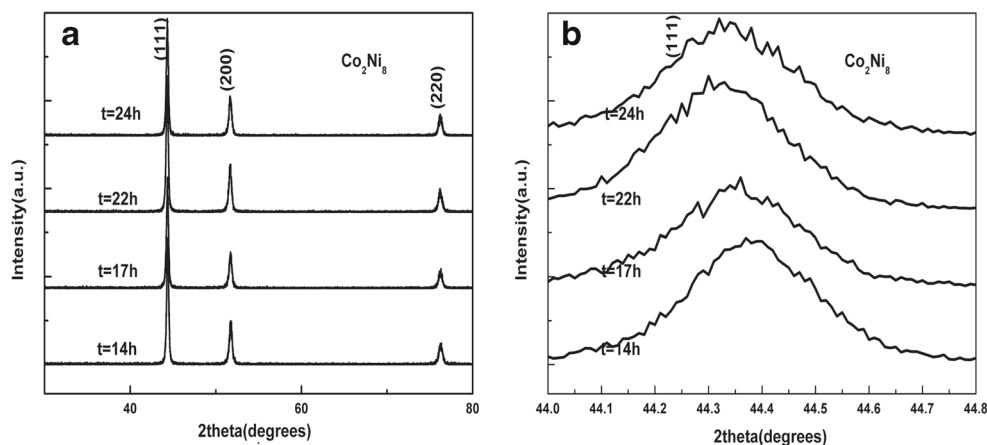 a
(111)
(200)
(220)
Co₂Ni₈
t=24h
t=22h
t=17h
t=14h
Intensity(a.u.)
40
60
80
2theta(degrees)
b
(111)
Co₂Ni₈
t=24h
t=22h
t=17h
t=14h
Intensity(a.u.)
44.0
44.1
44.2
44.3
44.4
44.5
44.6
44.7
44.8
2theta(degrees)